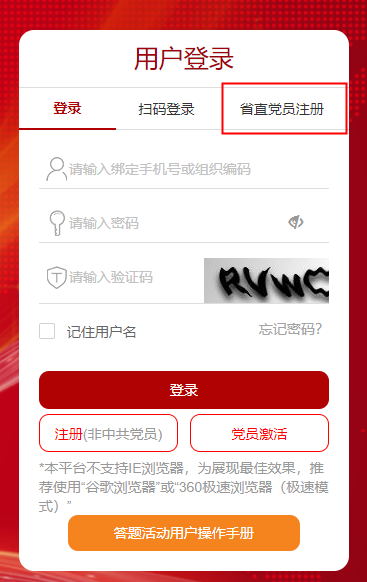 用户登录
登录 扫码登录 省直党员注册
请输入绑定手机号或组织编码
请输入密码
请输入验证码
记住用户名 忘记密码?
登录
注册(非中共党员) 党员激活
*本平台不支持IE浏览器，为展现最佳效果，推
荐使用“谷歌浏览器”或“360极速浏览器（极速模
式）”
答题活动用户操作手册